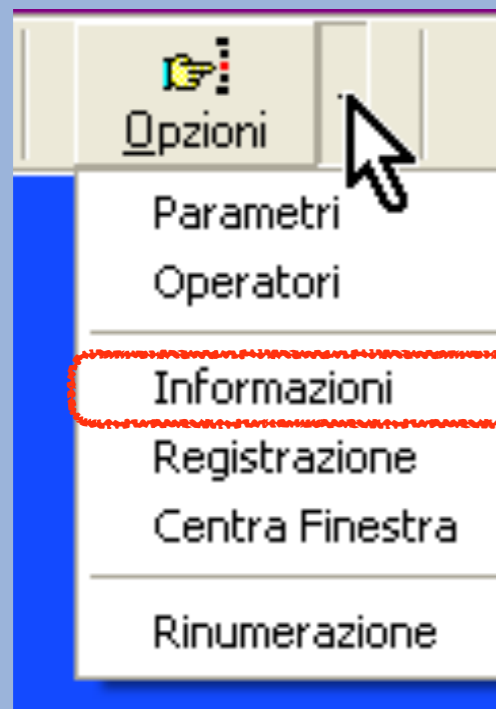 Opzioni
Parametri
Operatori
Informazioni
Registrazione
Centra Finestra
Rinumerazione